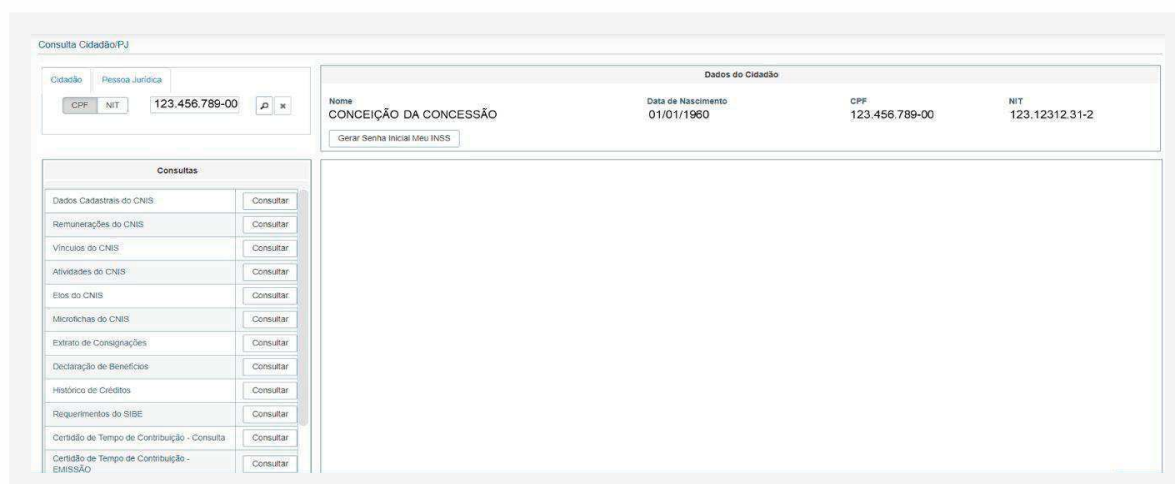 Consulta Cidadão/PJ
Cidadão Pessoa Jurídica
CPF NIT 123.456.789-00
Dados do Cidadão
Nome Data de Nascimento CPF NIT
CONCEIÇÃO DA CONCESSÃO 01/01/1960 123.456.789-00 123.12312.31-2
Gerar Senha Inicial Meu INSS
Consultas
Dados Cadastrais do CNIS Consultar
Remunerações do CNIS Consultar
Vínculos do CNIS Consultar
Atividades do CNIS Consultar
Elos do CNIS Consultar
Microfichas do CNIS Consultar
Extrato de Consignações Consultar
Declaração de Benefícios Consultar
Histórico de Créditos Consultar
Requerimentos do SIBE Consultar
Certidão de Tempo de Contribuição - Consulta Consultar
Certidão de Tempo de Contribuição -
EMISSÃO Consultar